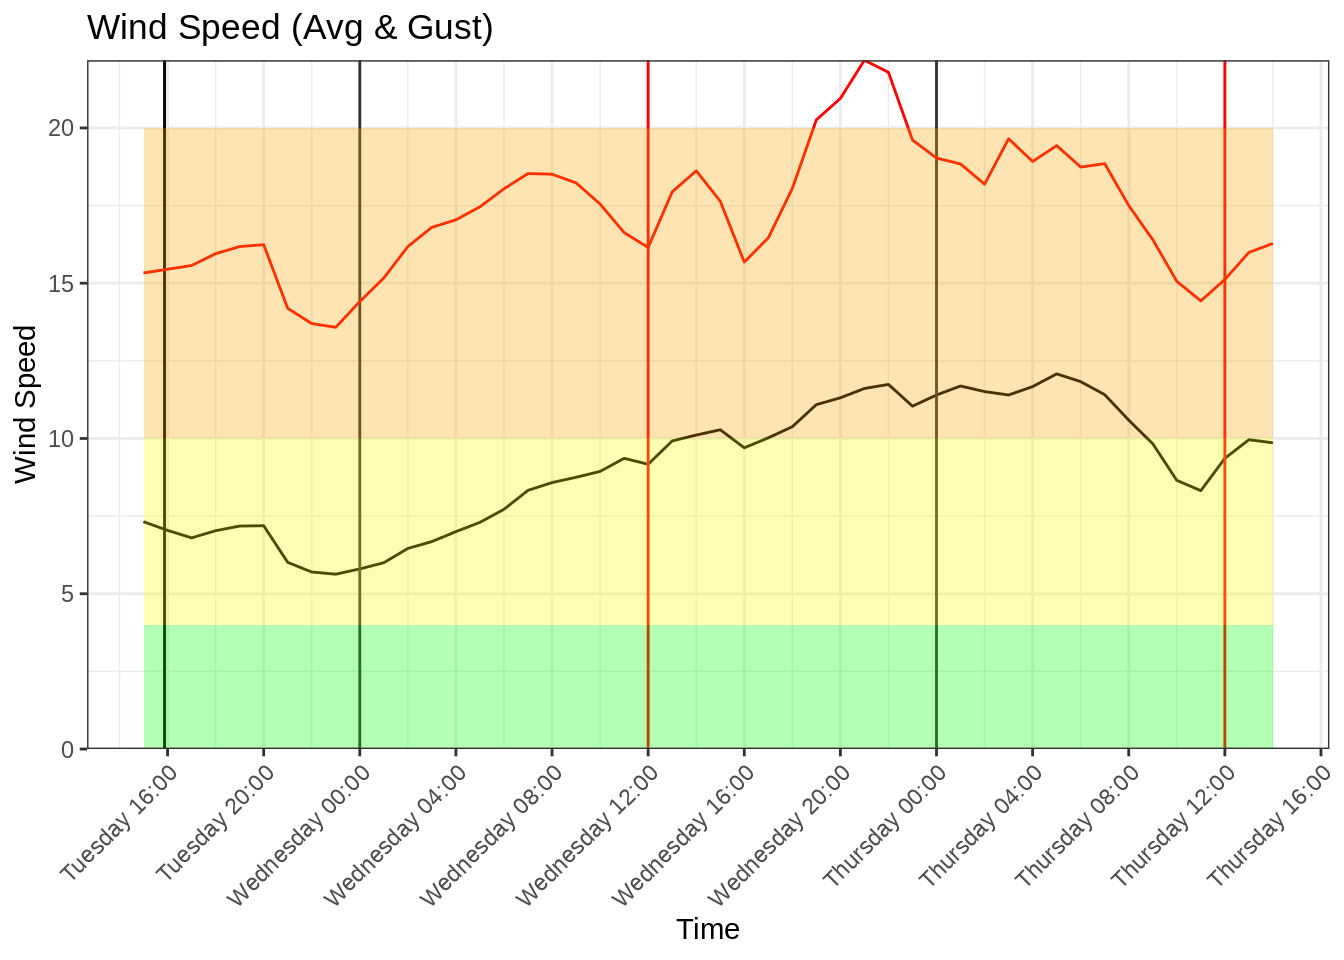 Wind Speed (Avg & Gust)
Wind Speed
20
15
10
5
0
Tuesday 16:00
Tuesday 20:00
Wednesday 00:00
Wednesday 04:00
Wednesday 08:00
Wednesday 12:00
Wednesday 16:00
Wednesday 20:00
Thursday 00:00
Thursday 04:00
Thursday 08:00
Thursday 12:00
Thursday 16:00
Time